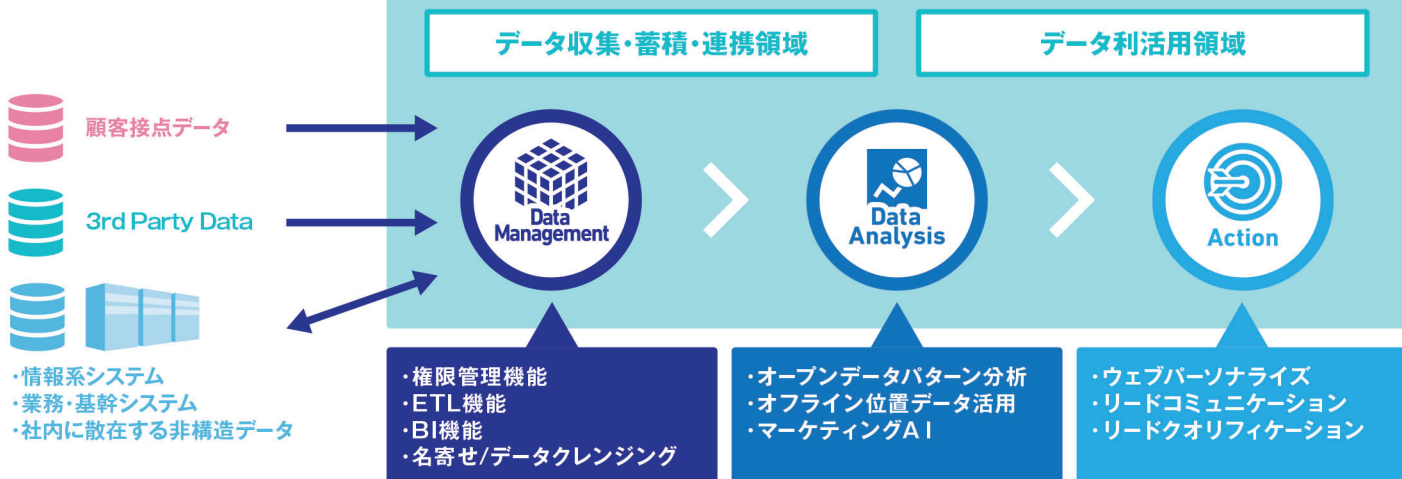 データ収集・蓄積・連携領域
データ利活用領域
顧客接点データ
3rd Party Data
・情報系システム
・業務・基幹システム
・社内に散在する非構造データ
Data
Management
Data
Analysis
Action
・権限管理機能
・ETL機能
・BI機能
・名寄せ/データクレンジング
・オープンデータパターン分析
・オフライン位置データ活用
・マーケティングAI
・ウェブパーソナライズ
・リードコミュニケーション
・リードクオリフィケーション